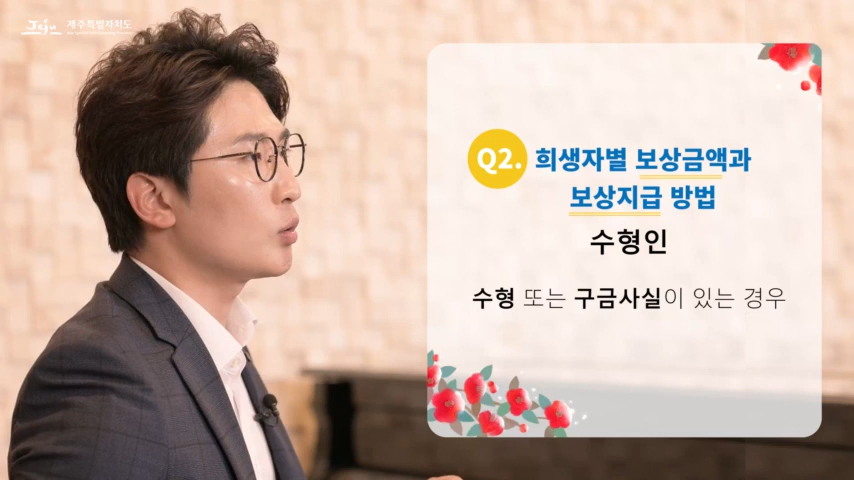 Jeju 제주특별자치도
Q2. 희생자별 보상금액과
보상지급 방법
수형인
수형 또는 구금사실이 있는 경우